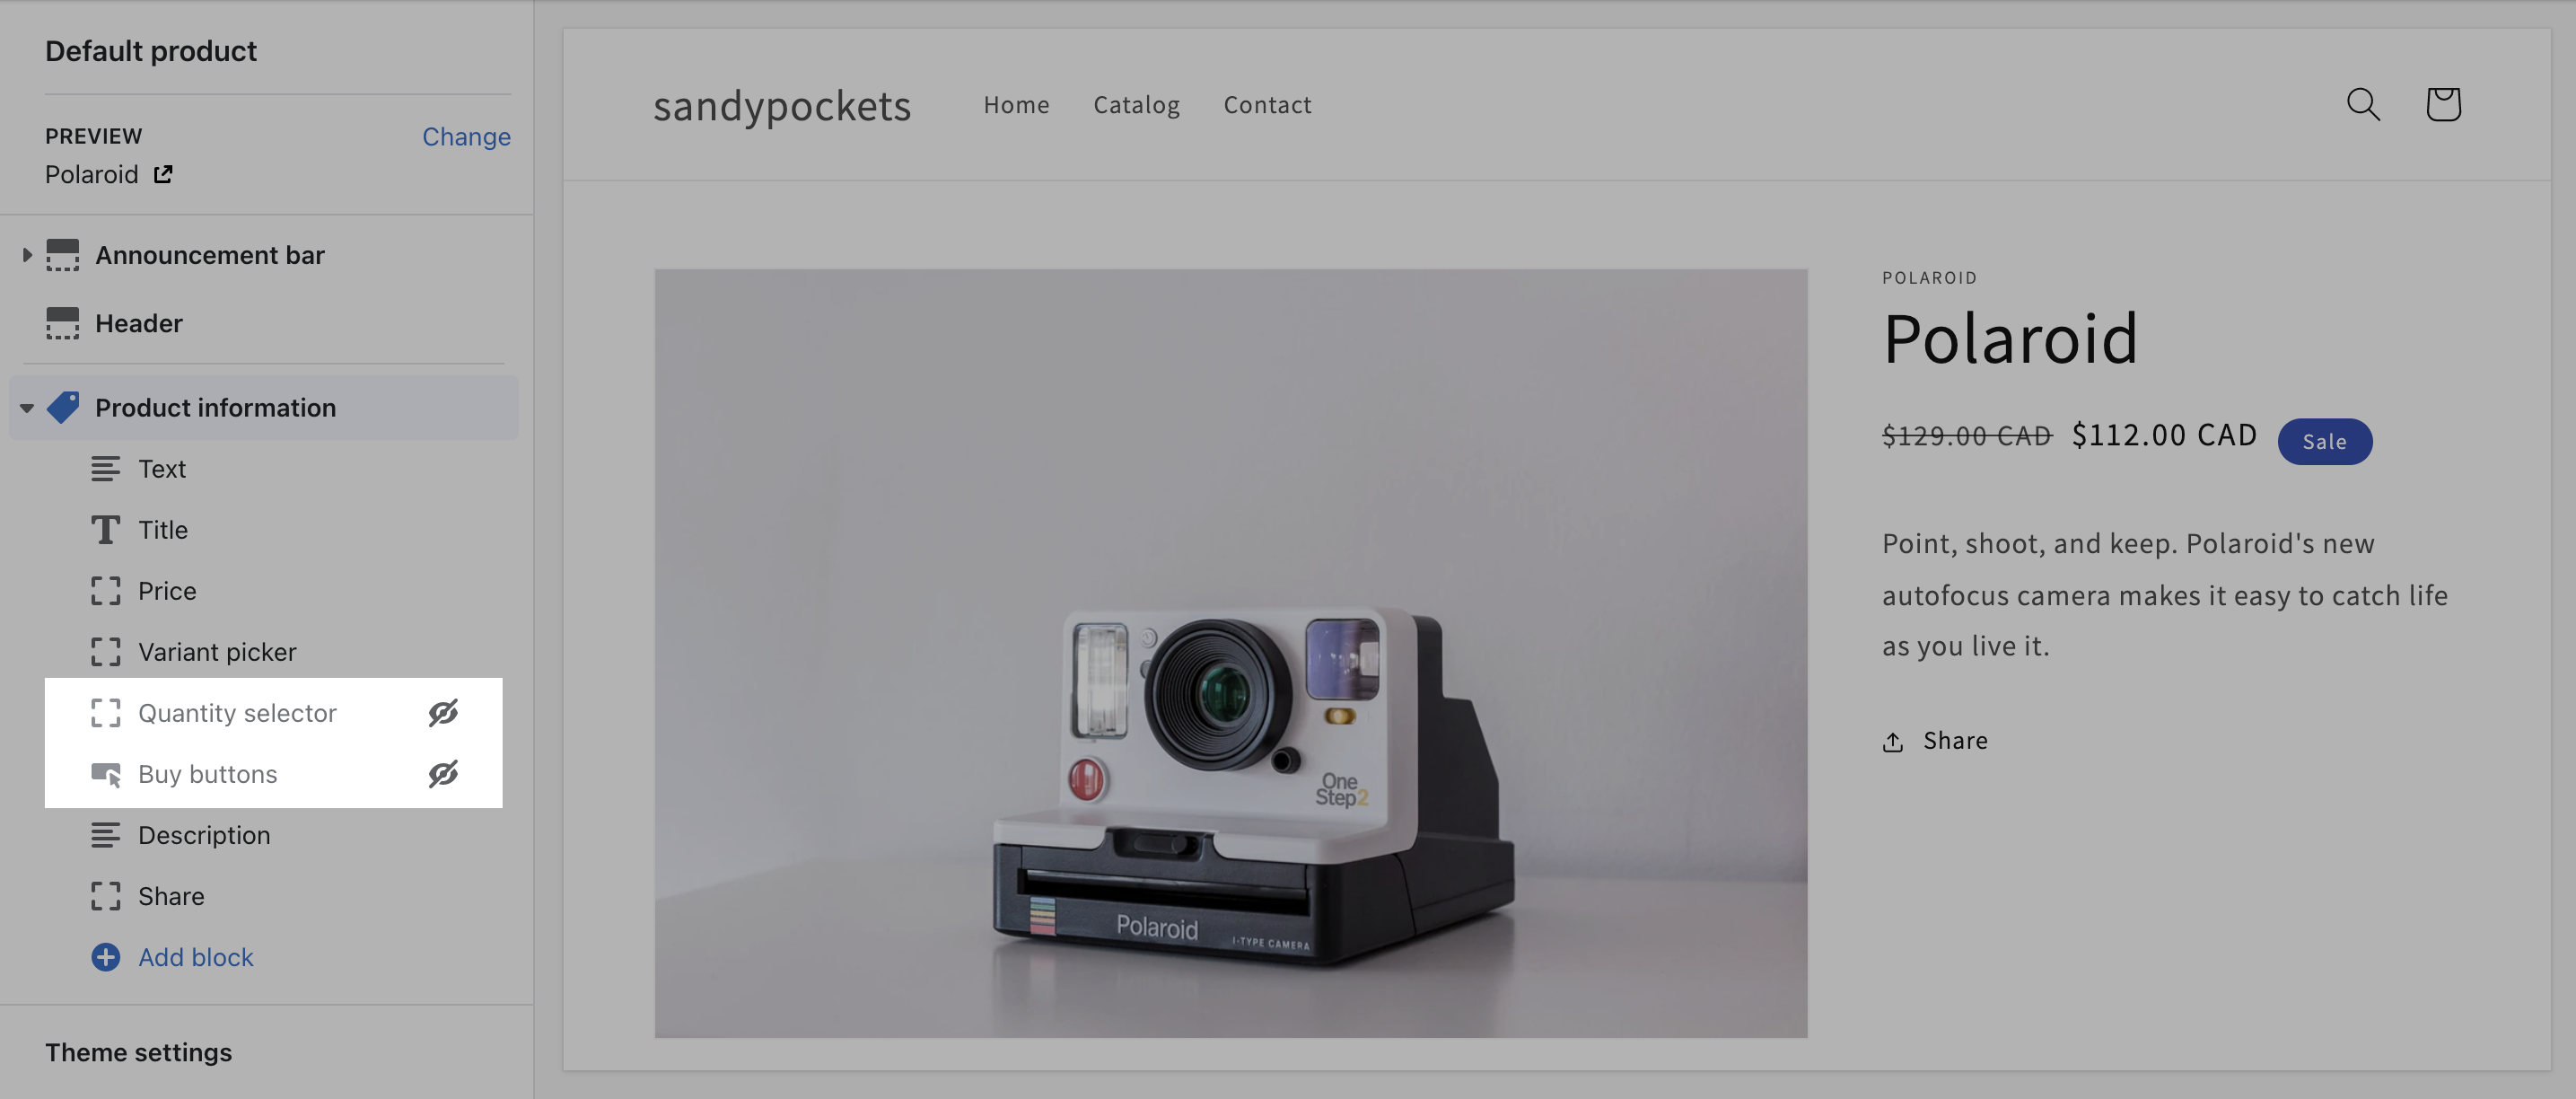 Default product
PREVIEW
Change
Polaroid
Announcement bar
Header
Product information
Text
Title
Price
Variant picker
Quantity selector
Buy buttons
Description
Share
Add block
Theme settings
sandypockets
Home
Catalog
Contact
One
Step2
Polaroid
I-TYPE CAMERA
POLAROID
Polaroid
$129.00 CAD $112.00 CAD Sale
Point, shoot, and keep. Polaroid's new
autofocus camera makes it easy to catch life
as you live it.
Share